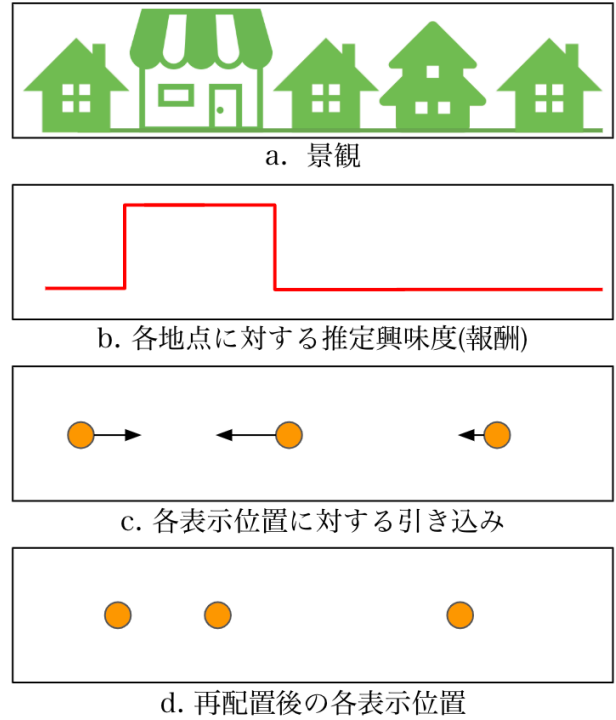 a. 景観
b. 各地点に対する推定興味度(報酬)
c. 各表示位置に対する引き込み
d. 再配置後の各表示位置